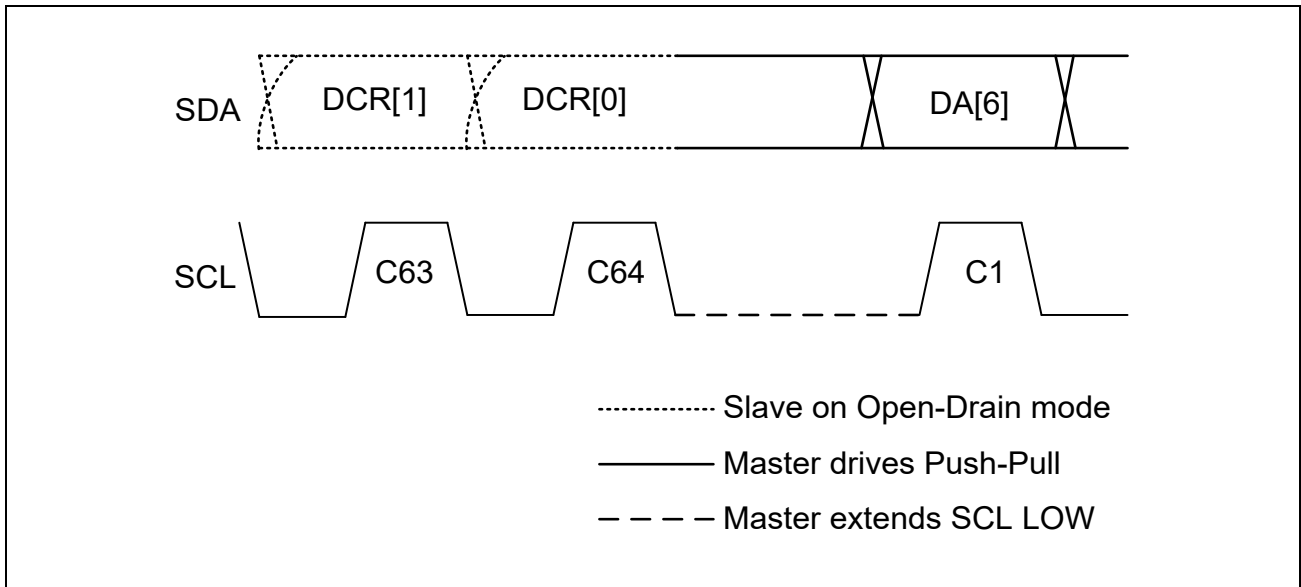 SDA DCR[1] DCR[0] DA[6]
SCL C63 C64 C1
Slave on Open-Drain mode
Master drives Push-Pull
Master extends SCL LOW